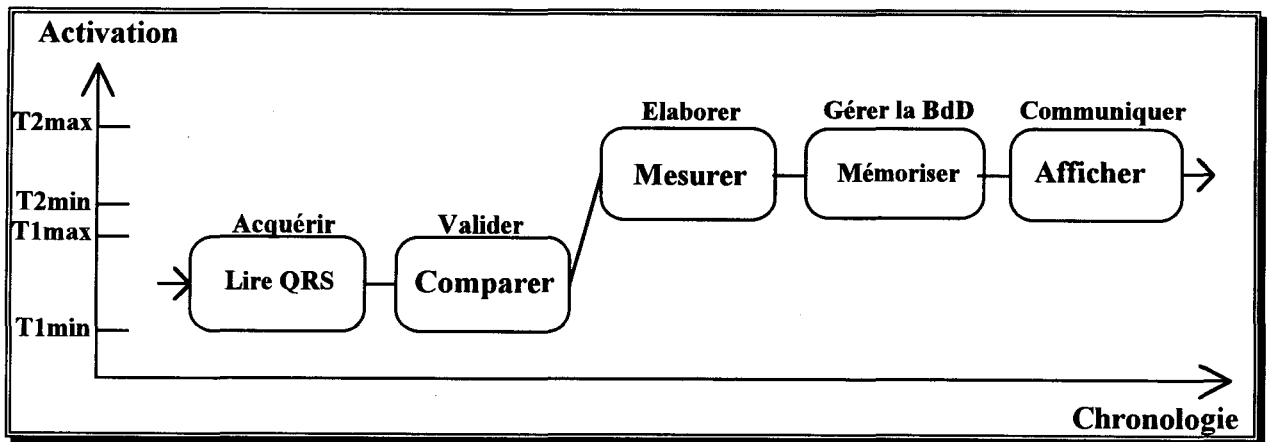 Activation
T2max
Elaborer
Gérer la BdD
Communiquer
Mesurer
Mémoriser
Afficher
T2min
T1max
Acquérir
Valider
Lire QRS
Comparer
T1min
Chronologie